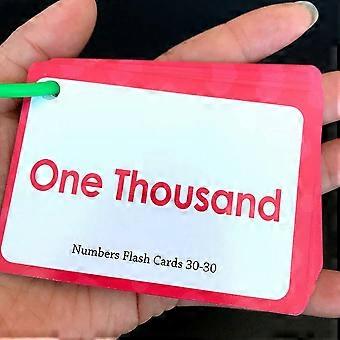 One Thousand
Numbers Flash Cards 30-30